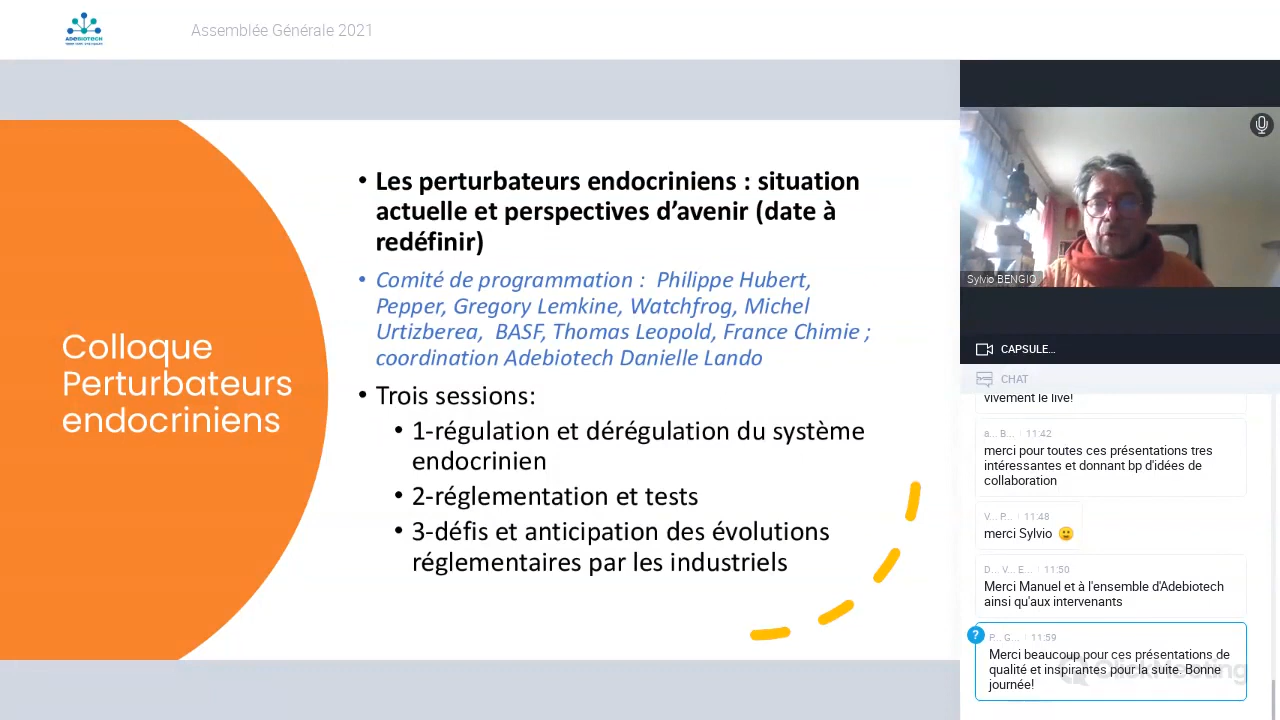 ADEBIOTECH
Assemblée Générale 2021
Colloque
Perturbateurs
endocriniens
• Les perturbateurs endocriniens : situation
actuelle et perspectives d’avenir (date à
redéfinir)
• Comité de programmation : Philippe Hubert,
Pepper, Gregory Lemkine, Watchfrog, Michel
Urtizberea, BASF, Thomas Leopold, France Chimie ;
coordination Adebiotech Danielle Lando
• Trois sessions:
• 1-régulation et dérégulation du système
endocrinien
• 2-réglementation et tests
• 3-défis et anticipation des évolutions
réglementaires par les industriels
Sylvio BENGIO
CAPSULE...
CHAT
vivement le live!
a... B... 11:42
merci pour toutes ces présentations tres
intéressantes et donnant bp d'idées de
collaboration
V... P... 11:48
merci Sylvio
D... V... E... 11:50
Merci Manuel et à l'ensemble d'Adebiotech
ainsi qu'aux intervenants
?
P... G... 11:59
Merci beaucoup pour ces présentations de
qualité et inspirantes pour la suite. Bonne
journée!
ClickMeeting